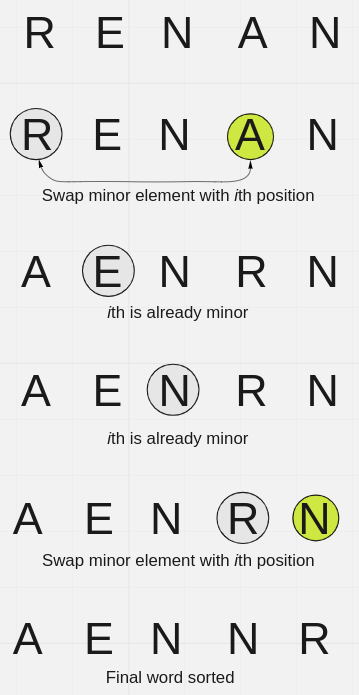 R E N A N
R E N A N
Swap minor element with ith position
A E N R N
ith is already minor
A E N R N
ith is already minor
A E N R N
Swap minor element with ith position
A E N N R
Final word sorted